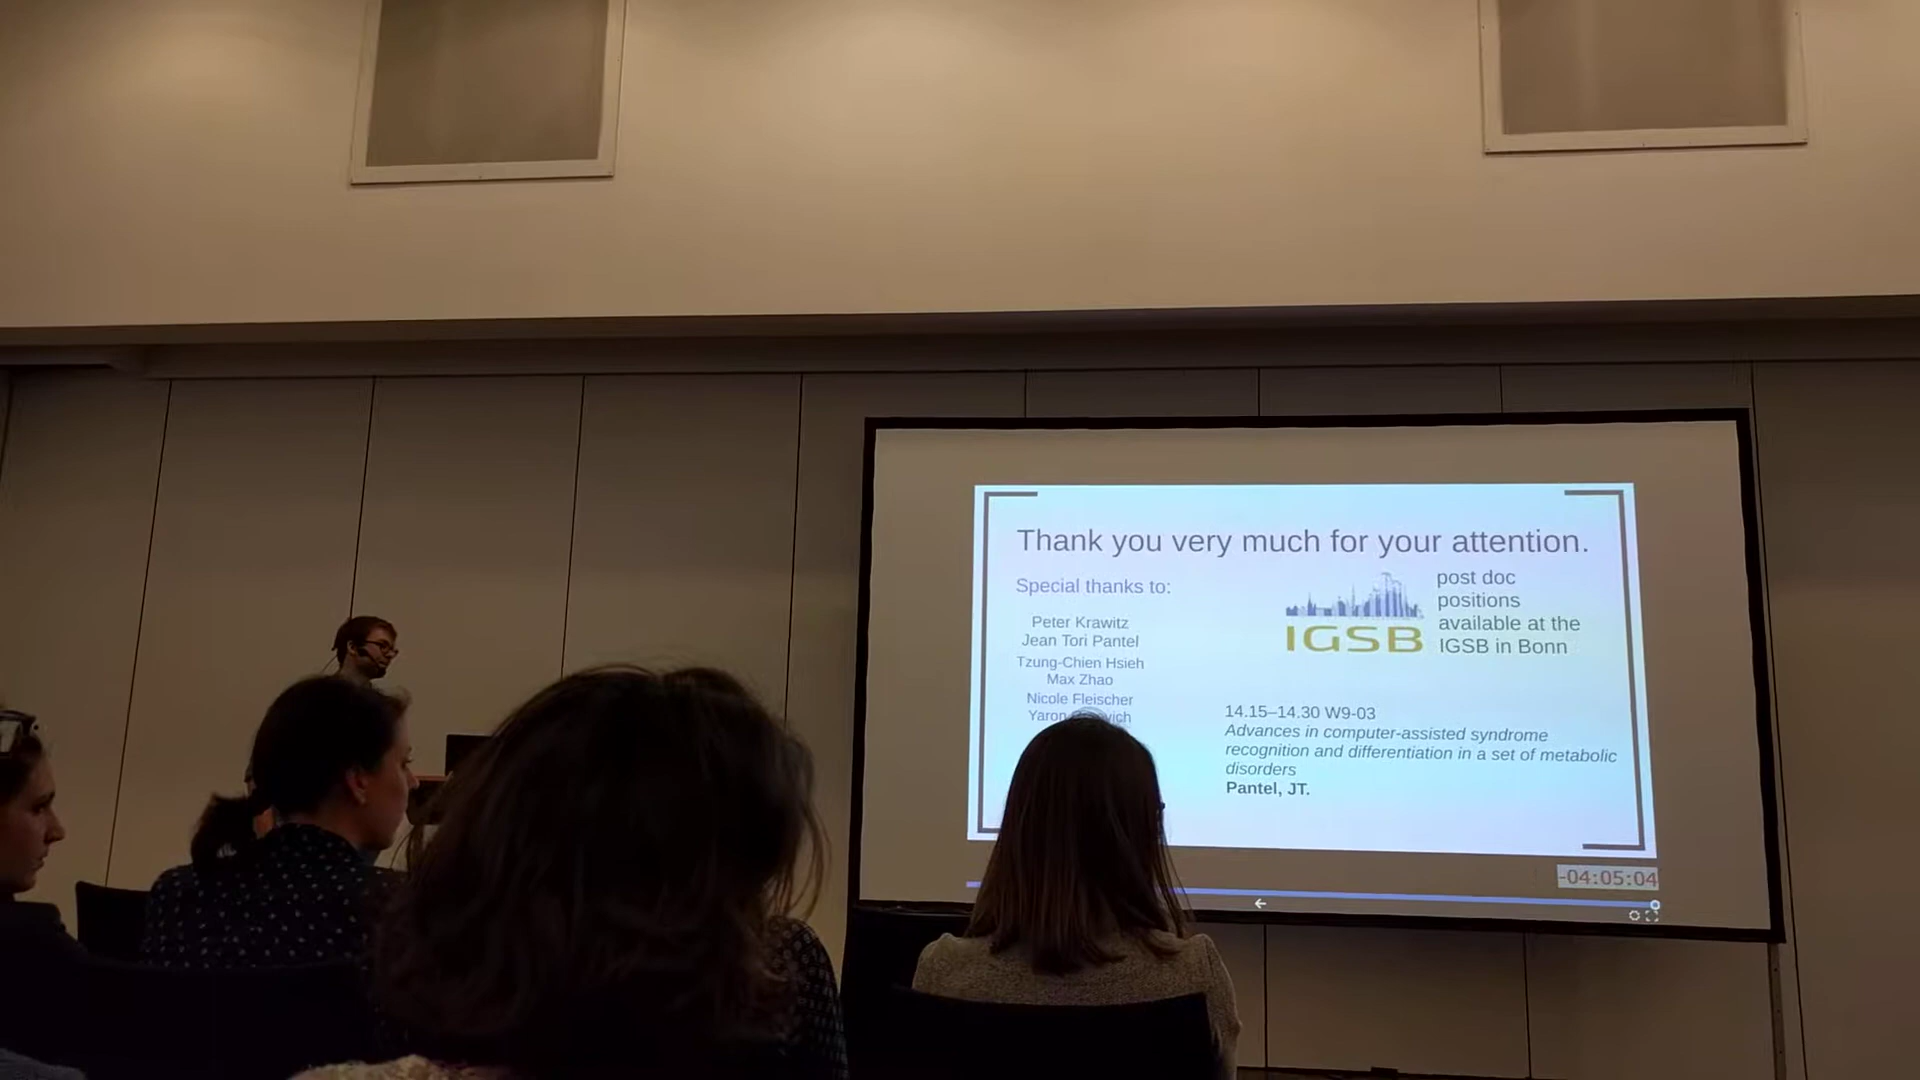 Thank you very much for your attention.
Special thanks to:
Peter Krawitz
Jean Tori Pantel
Tzung-Chien Hsieh
Max Zhao
Nicole Fleischer
Yaron
IGSB
post doc
positions
available at the
IGSB in Bonn
14.15–14.30 W9-03
Advances in computer-assisted syndrome
recognition and differentiation in a set of metabolic
disorders
Pantel, JT.
-04:05:04